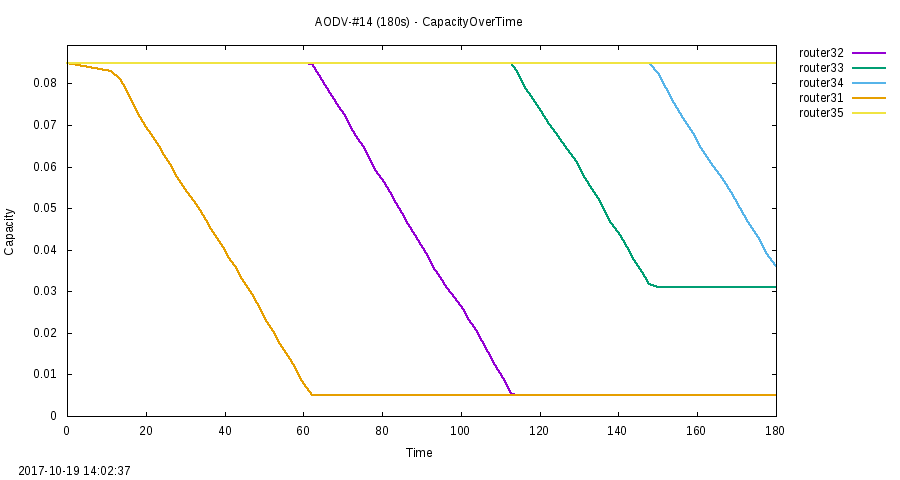 AODV-#14 (180s) - CapacityOverTime
router32
router33
router34
router31
router35
0.08
0.07
0.06
0.05
0.04
0.03
0.02
0.01
0
Capacity
0 20 40 60 80 100 120 140 160 180
Time
2017-10-19 14:02:37